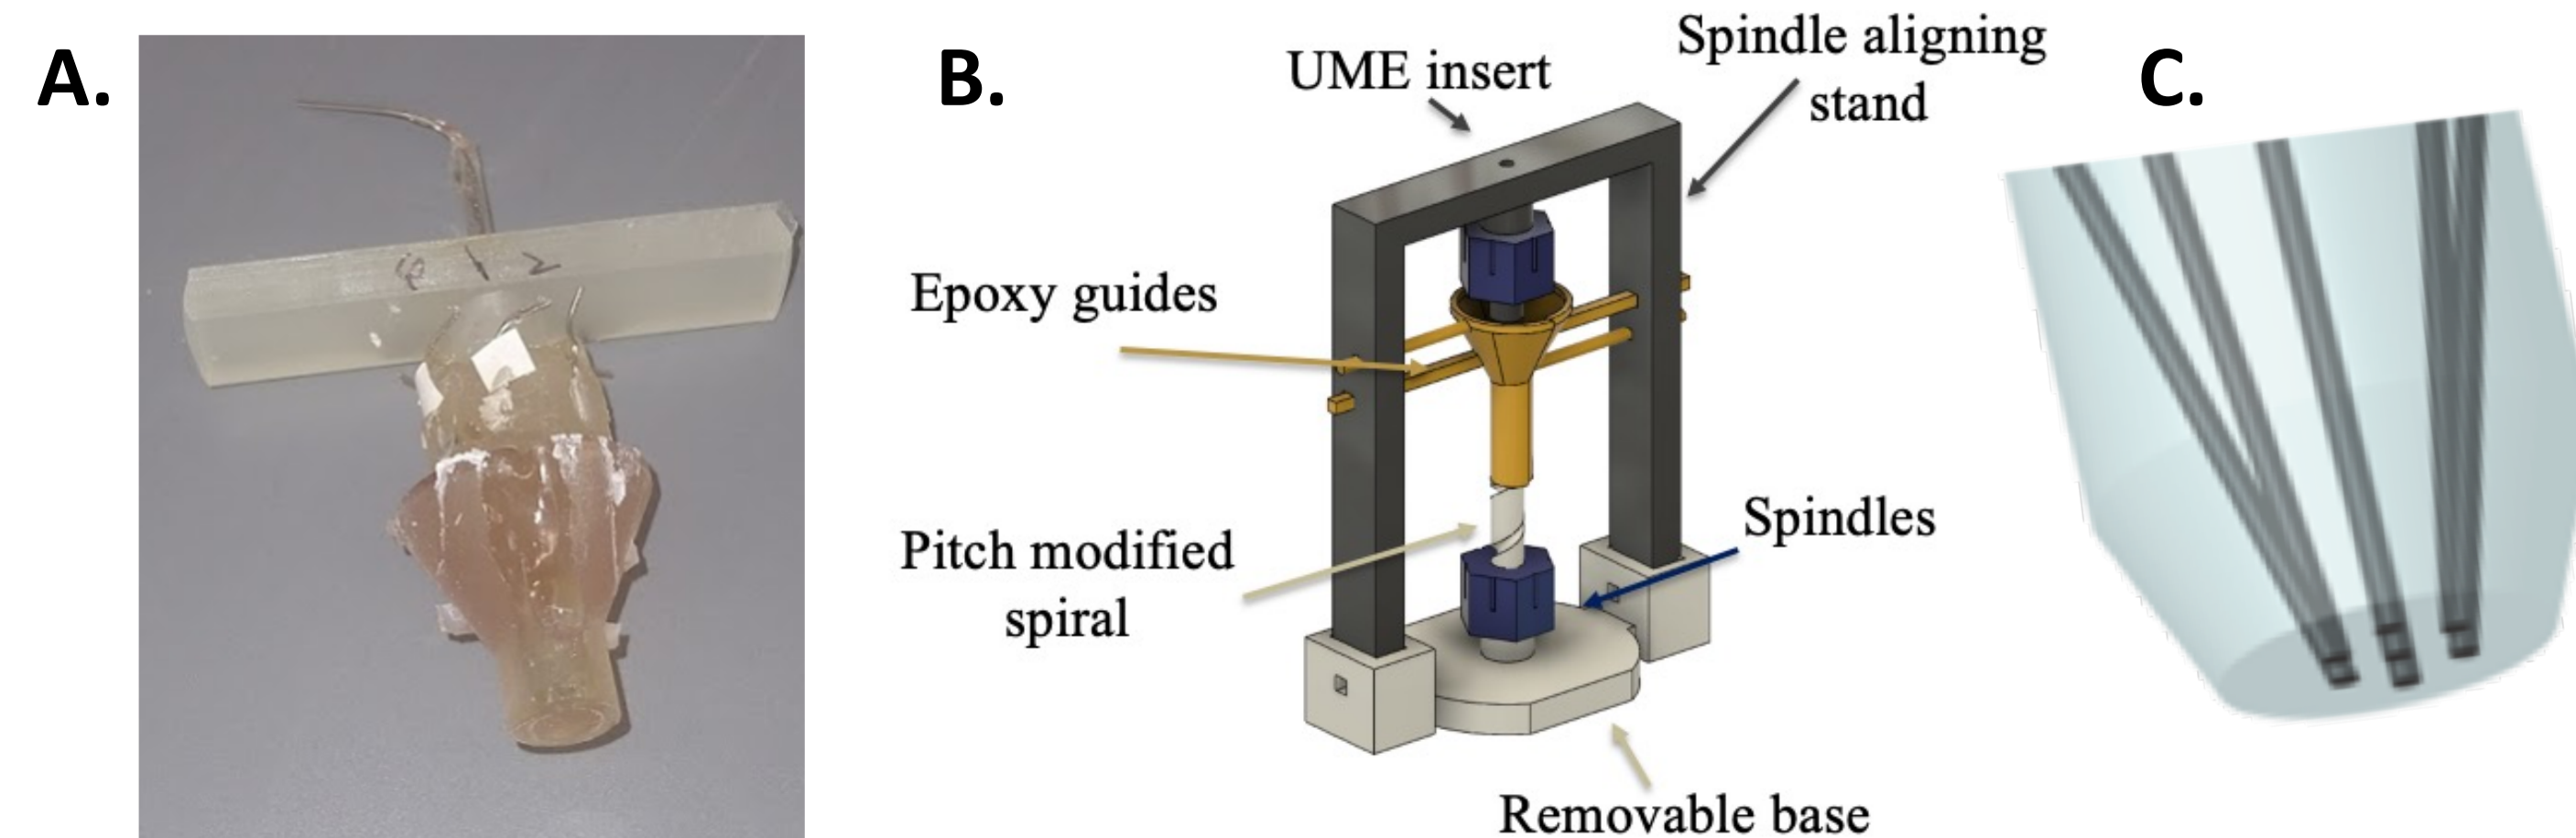 A.
B.
C.
UME insert
Spindle aligning
stand
Epoxy guides
Pitch modified
spiral
Spindles
Removable base